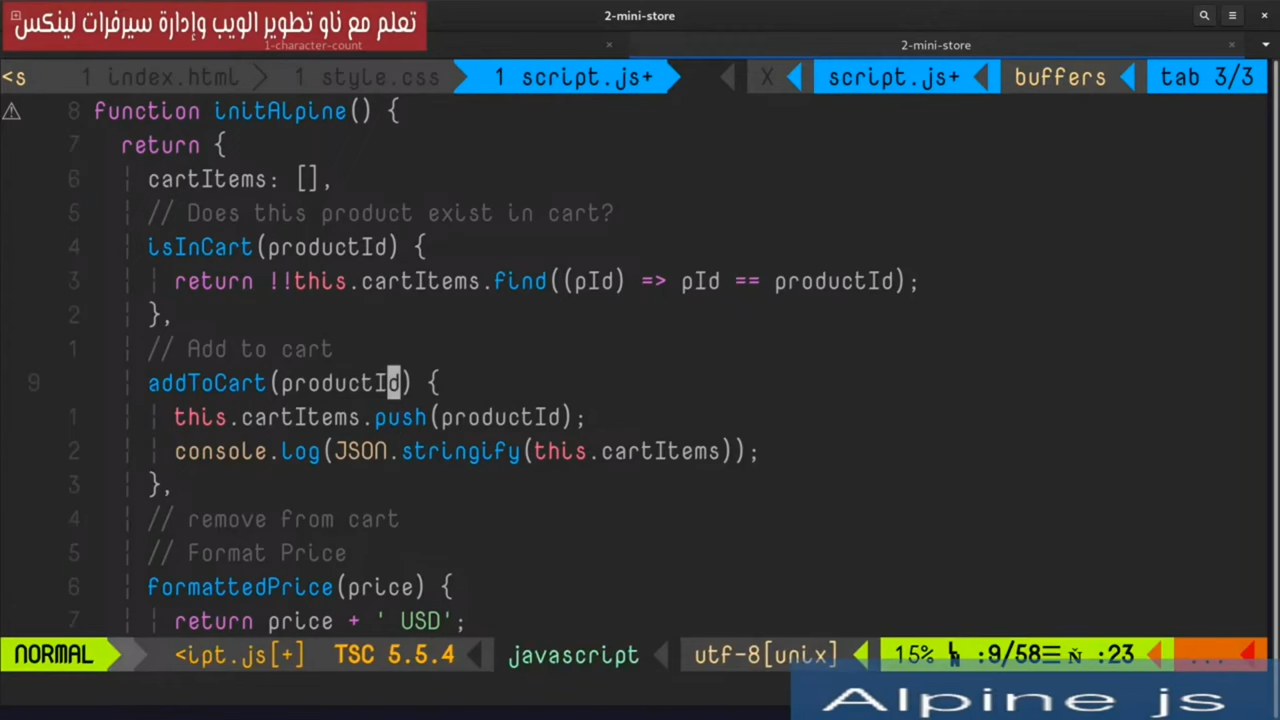 2-mini-store
تعلم مع ناو تطوير الويب وإدارة سيرفرات لينكس
1-character-count
2-mini-store
<s 1 index.html 1 style.css 1 script.js+ X script.js+ buffers tab 3/3
8 function initAlpine() {
7 return {
6 cartItems: [],
5 // Does this product exist in cart?
4 isInCart(productId) {
3 return !!this.cartItems.find((pId) => pId == productId);
2 },
1 // Add to cart
9 addToCart(productId) {
1 this.cartItems.push(productId);
2 console.log(JSON.stringify(this.cartItems));
3 },
4 // remove from cart
5 // Format Price
6 formattedPrice(price) {
7 return price + ' USD';
NORMAL <ipt.js[+] TSC 5.5.4 javascript utf-8[unix] 15% :9/58 :23 ...
Alpine js